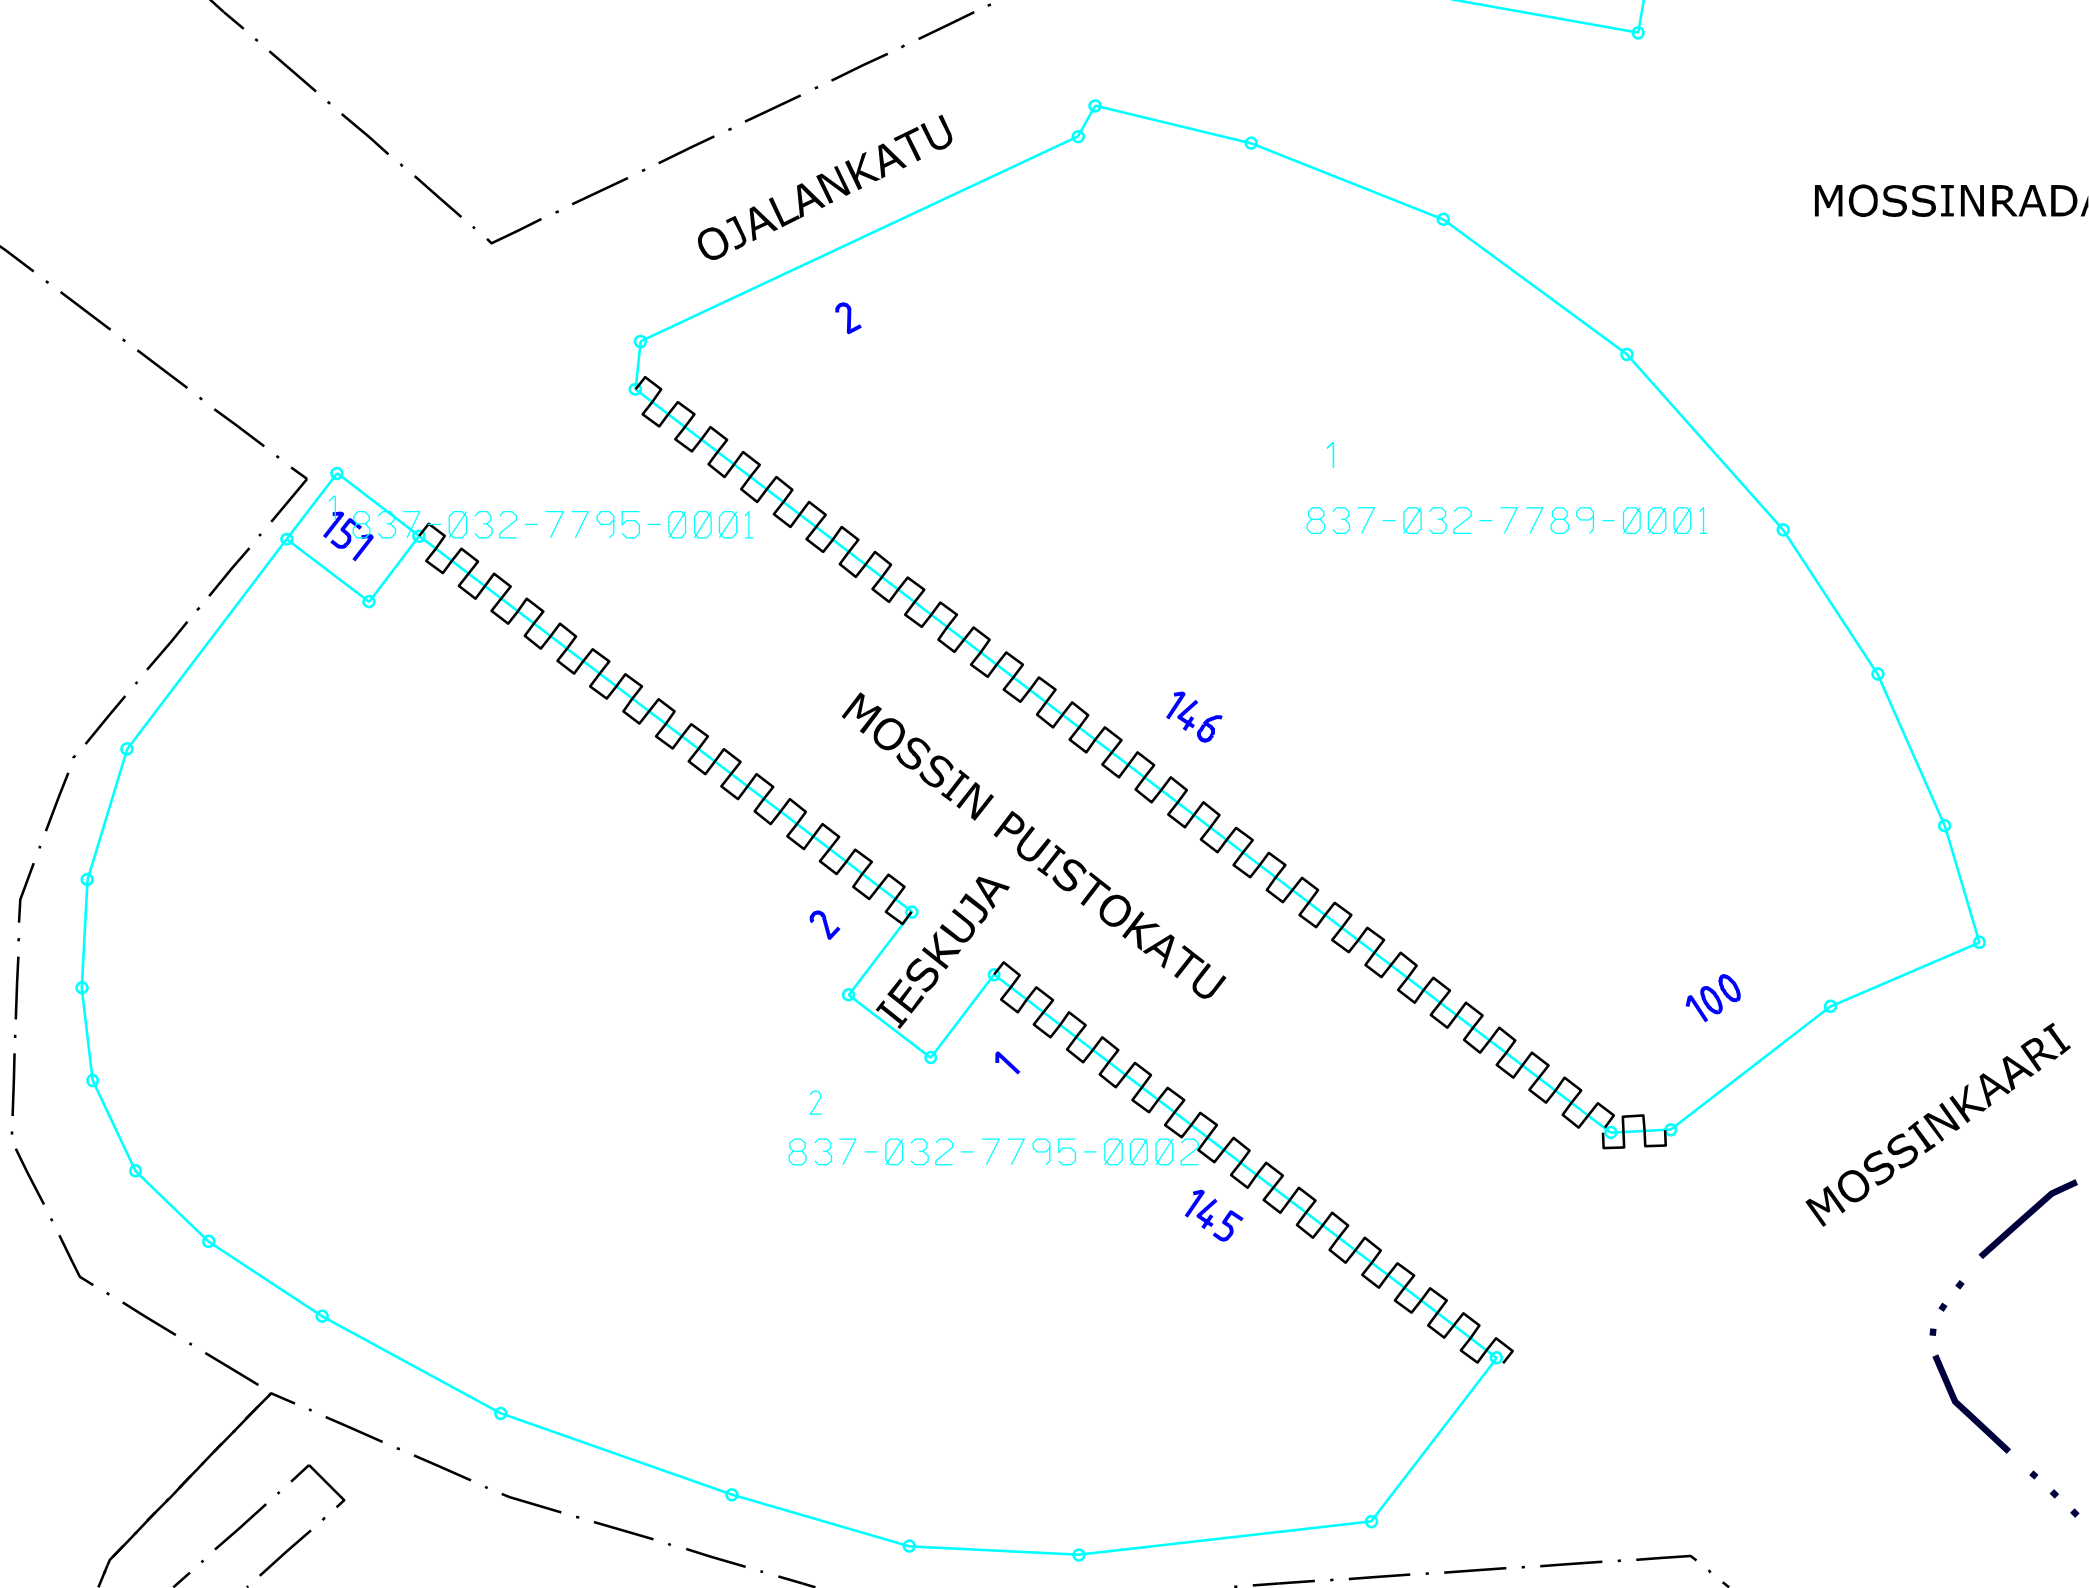 OJALANKATU
MOSSINRADA
2
1
837-032-7789-0001
1
837-032-7795-0001
151
146
MOSSIN PUISTOKATU
2
IESKUJA
1
100
MOSSINKAARI
2
837-032-7795-0002
145